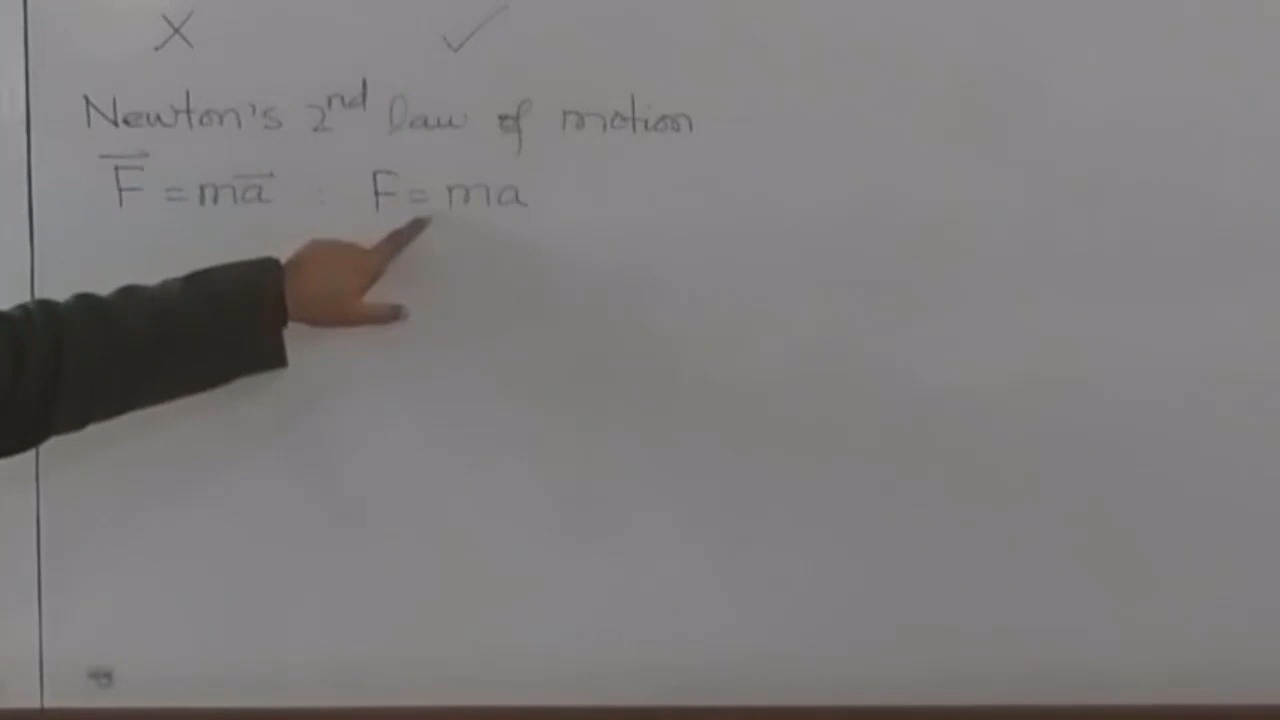 X ✓
Newton's 2nd law of motion
F⃗ = ma⃗ : F = ma